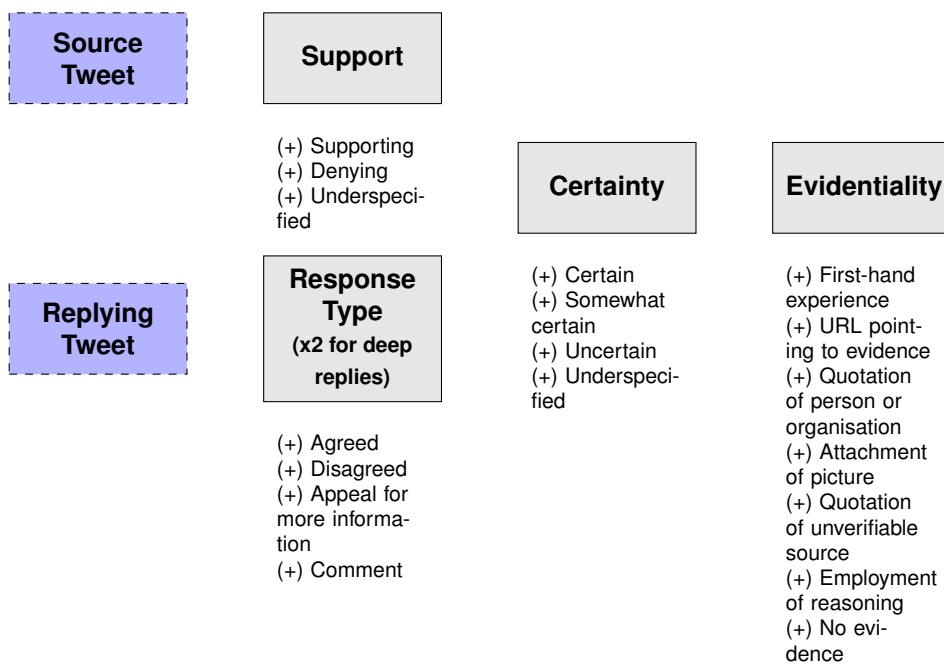 Source
Tweet
Support
(+) Supporting
(+) Denying
(+) Underspeci-
fied
Replying
Tweet
Response
Type
(x2 for deep
replies)
(+) Agreed
(+) Disagreed
(+) Appeal for
more informa-
tion
(+) Comment
Certainty
(+) Certain
(+) Somewhat
certain
(+) Uncertain
(+) Underspeci-
fied
Evidentiality
(+) First-hand
experience
(+) URL point-
ing to evidence
(+) Quotation
of person or
organisation
(+) Attachment
of picture
(+) Quotation
of unverifiable
source
(+) Employment
of reasoning
(+) No evi-
dence